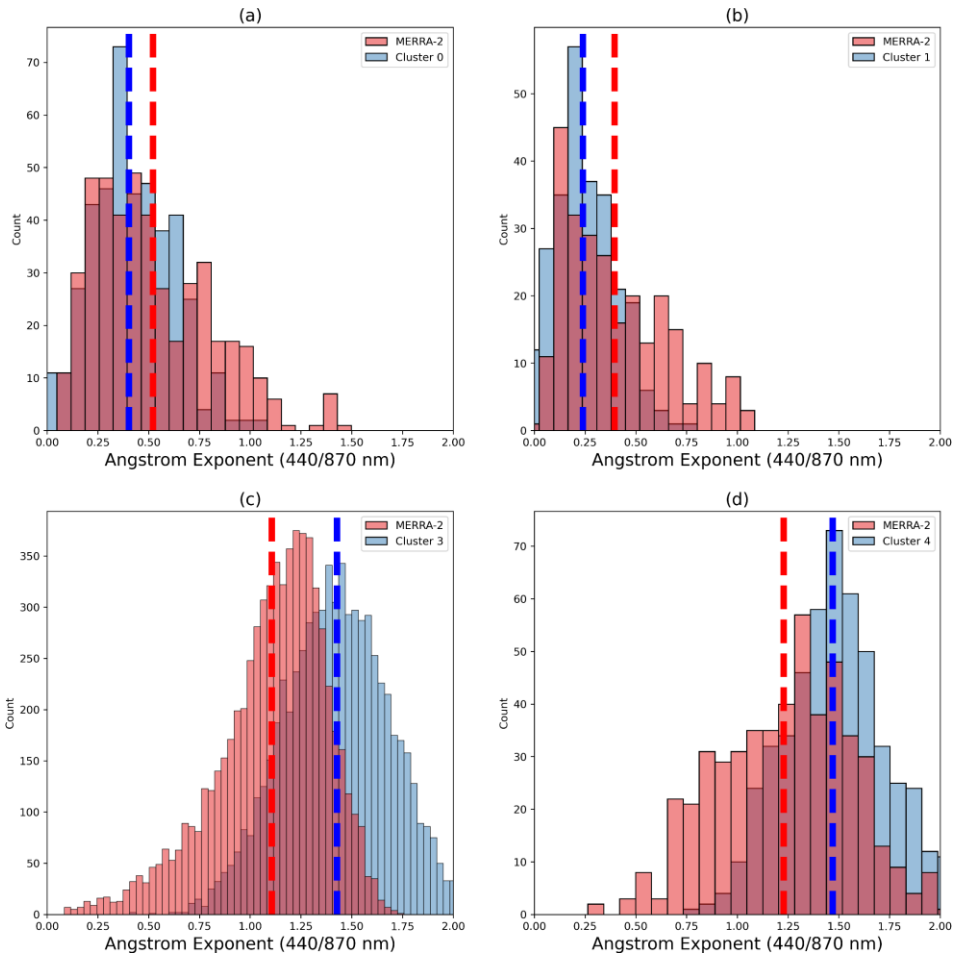 (a)
MERRA-2
Cluster 0
Count
70
60
50
40
30
20
10
0
0.00 0.25 0.50 0.75 1.00 1.25 1.50 1.75 2.00
Angstrom Exponent (440/870 nm)
(b)
MERRA-2
Cluster 1
Count
50
40
30
20
10
0
0.00 0.25 0.50 0.75 1.00 1.25 1.50 1.75 2.00
Angstrom Exponent (440/870 nm)
(c)
MERRA-2
Cluster 3
Count
350
300
250
200
150
100
50
0
0.00 0.25 0.50 0.75 1.00 1.25 1.50 1.75 2.00
Angstrom Exponent (440/870 nm)
(d)
MERRA-2
Cluster 4
Count
70
60
50
40
30
20
10
0
0.00 0.25 0.50 0.75 1.00 1.25 1.50 1.75 2.00
Angstrom Exponent (440/870 nm)